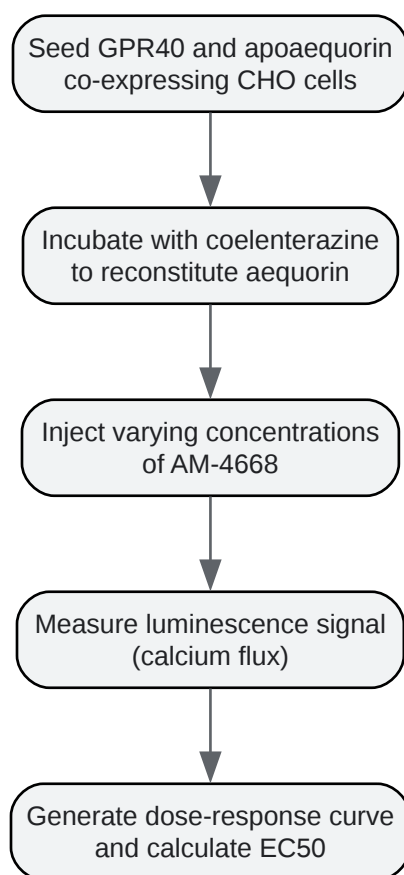 Seed GPR40 and apoaequorin
co-expressing CHO cells
Incubate with coelenterazine
to reconstitute aequorin
Inject varying concentrations
of AM-4668
Measure luminescence signal
(calcium flux)
Generate dose-response curve
and calculate EC50